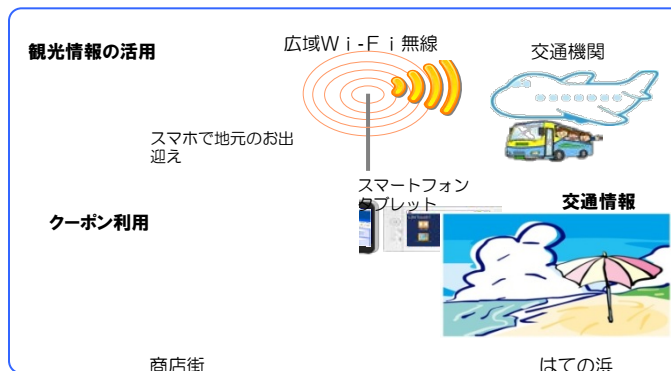 広域Ｗｉ-Ｆｉ無線
観光情報の活用
交通機関
スマホで地元のお出
迎え
スマートフォン
タブレット
交通情報
クーポン利用
商店街
はての浜